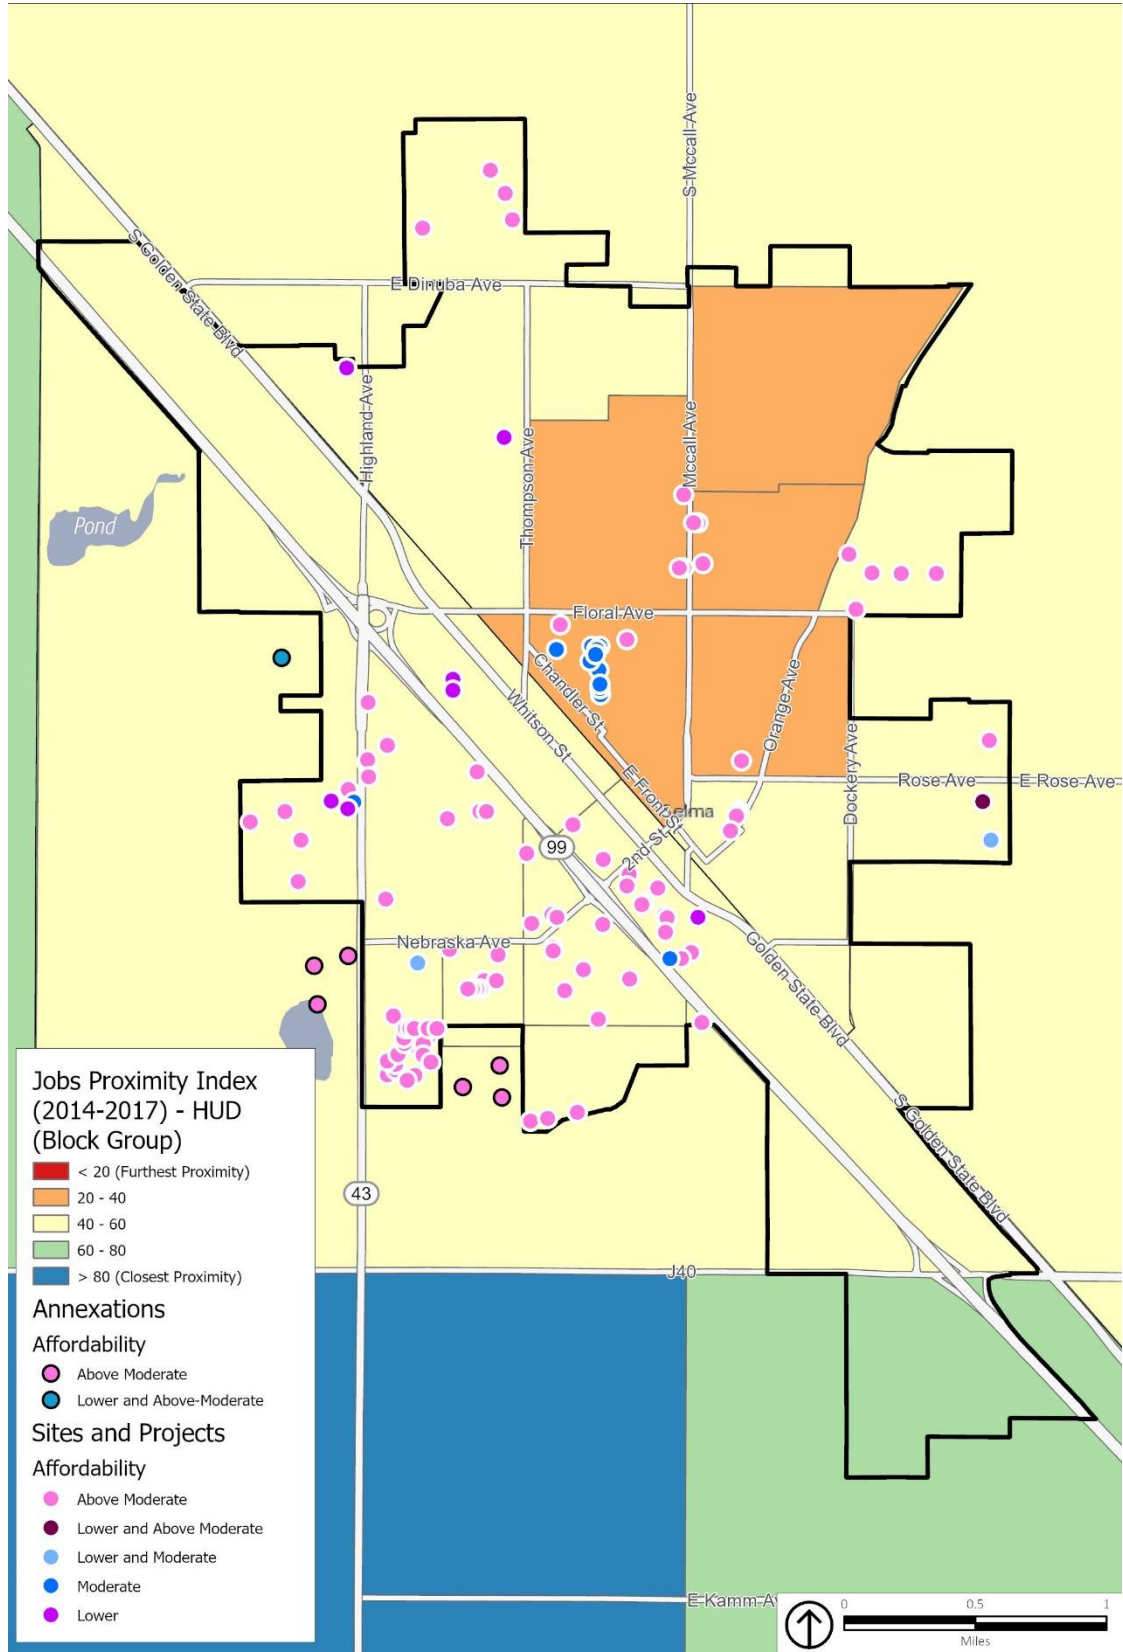 S Mccall Ave
S Golden State Blvd
E Dinuba Ave
Highland Ave
Thompson Ave
Mccall Ave
Pond
Floral Ave
Chandler St
Whitson St
Orange Ave
Dockery Ave
Rose Ave
E Rose Ave
E Front St
Selma
2nd St
99
Nebraska Ave
Golden State Blvd
S Golden State Blvd
43
J40
E Kamm Av
Jobs Proximity Index
(2014-2017) - HUD
(Block Group)
< 20 (Furthest Proximity)
20 - 40
40 - 60
60 - 80
> 80 (Closest Proximity)
Annexations
Affordability
Above Moderate
Lower and Above-Moderate
Sites and Projects
Affordability
Above Moderate
Lower and Above Moderate
Lower and Moderate
Moderate
Lower
0 0.5 1
Miles